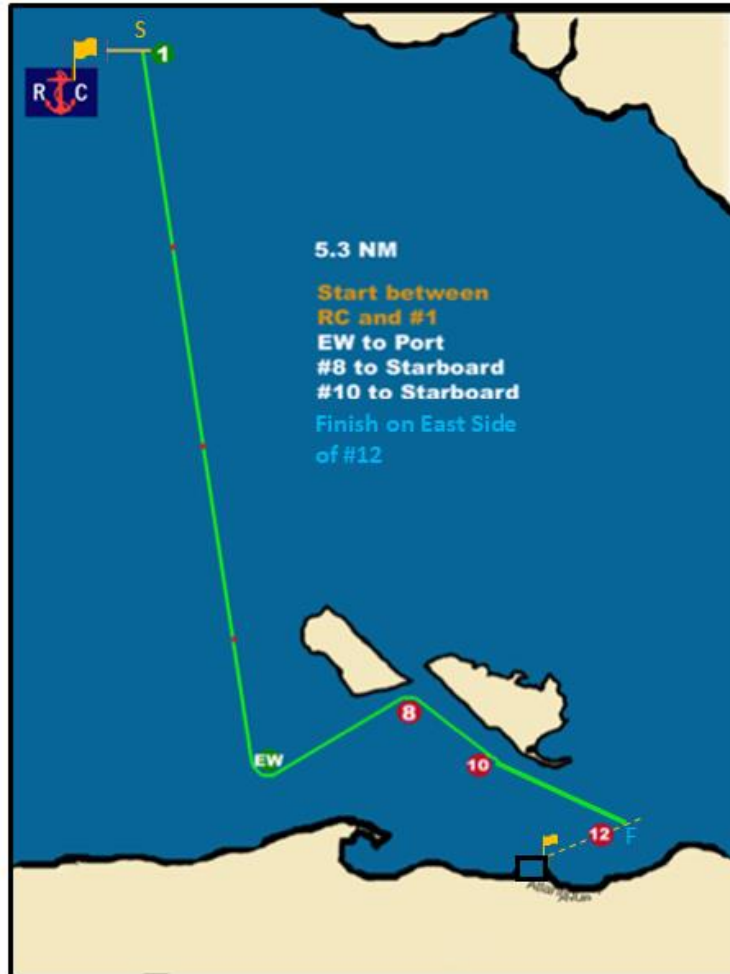 S
1
R C
5.3 NM
Start between
RC and #1
EW to Port
#8 to Starboard
#10 to Starboard
Finish on East Side
of #12
8
EW
10
12
F